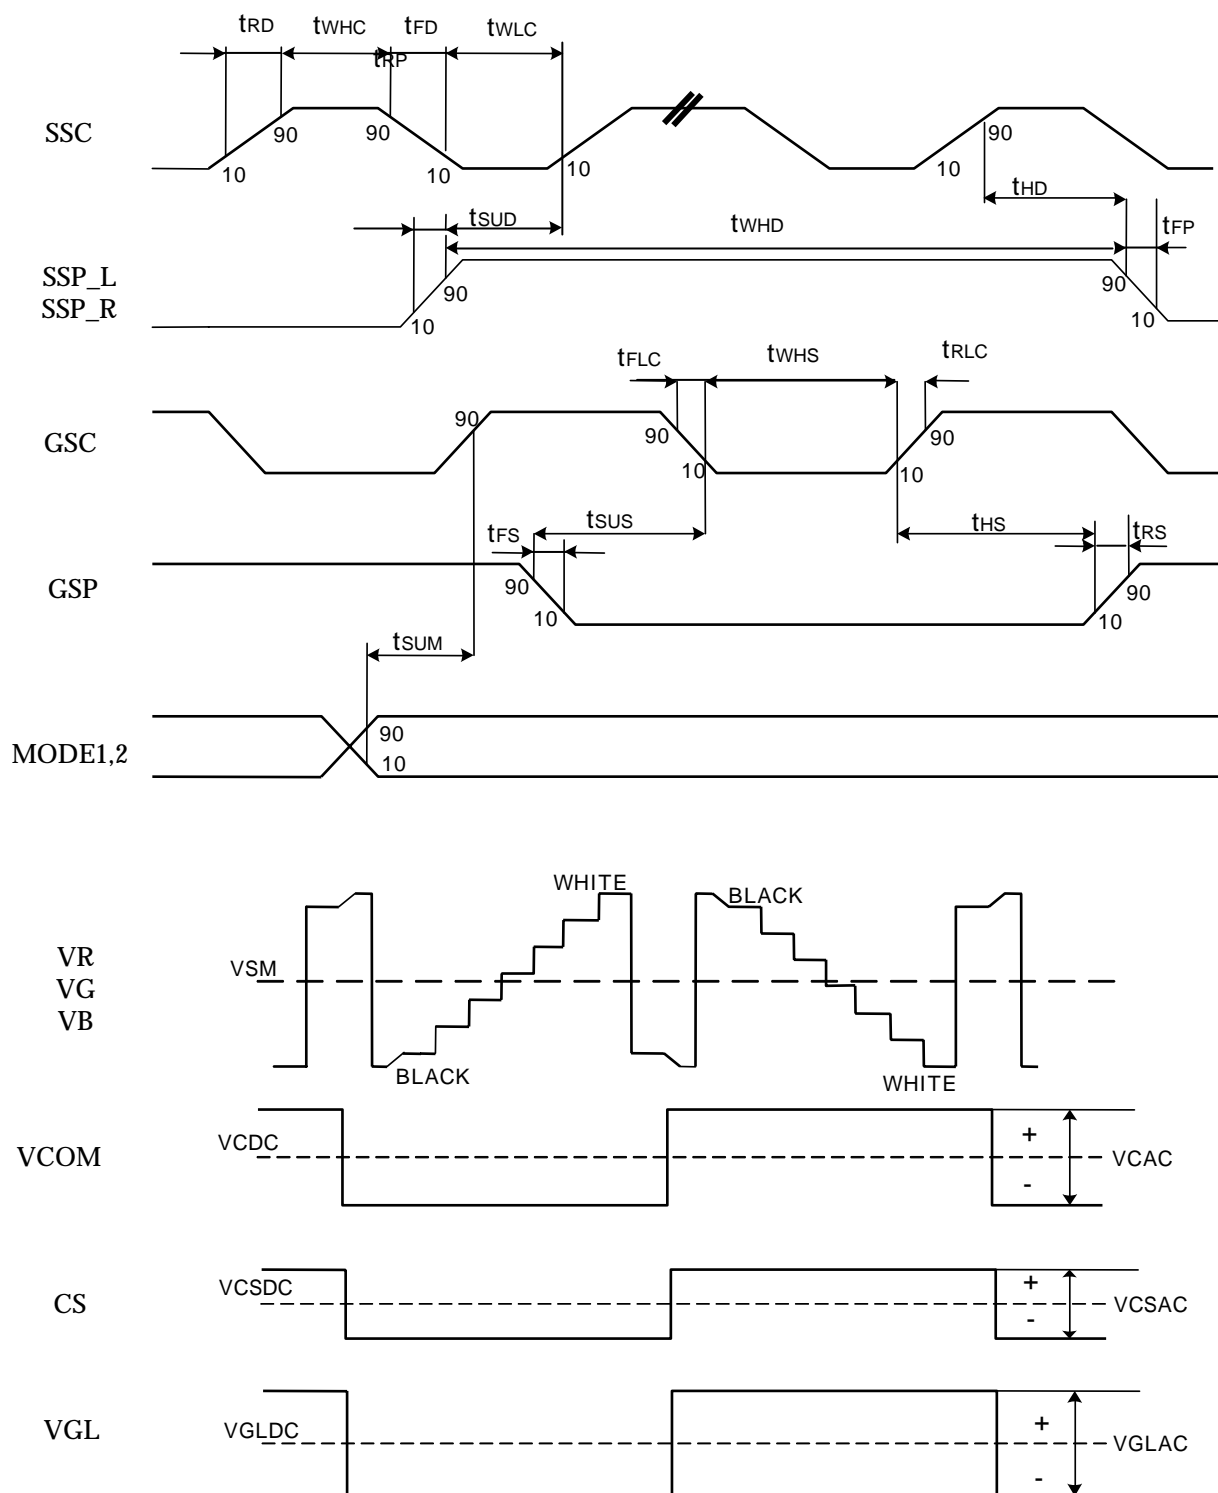 tRD tWHC tFD tWLC
tRP
SSC
90 90
10 10 10 10 90
tHD
tSUD tWHD tFP
SSP_L
SSP_R
90 90
10 10
tFLC tWHS tRLC
GSC
90 90 90
10 10
tFS tSUS tHS tRS
GSP
90 90
10 10
tSUM
MODE1,2
90
10
WHITE BLACK
VR
VG
VB
VSM
BLACK WHITE
VCOM
VCDC + VCAC
-
CS
VCSDC + VCSAC
-
VGL
VGLDC + VGLAC
-